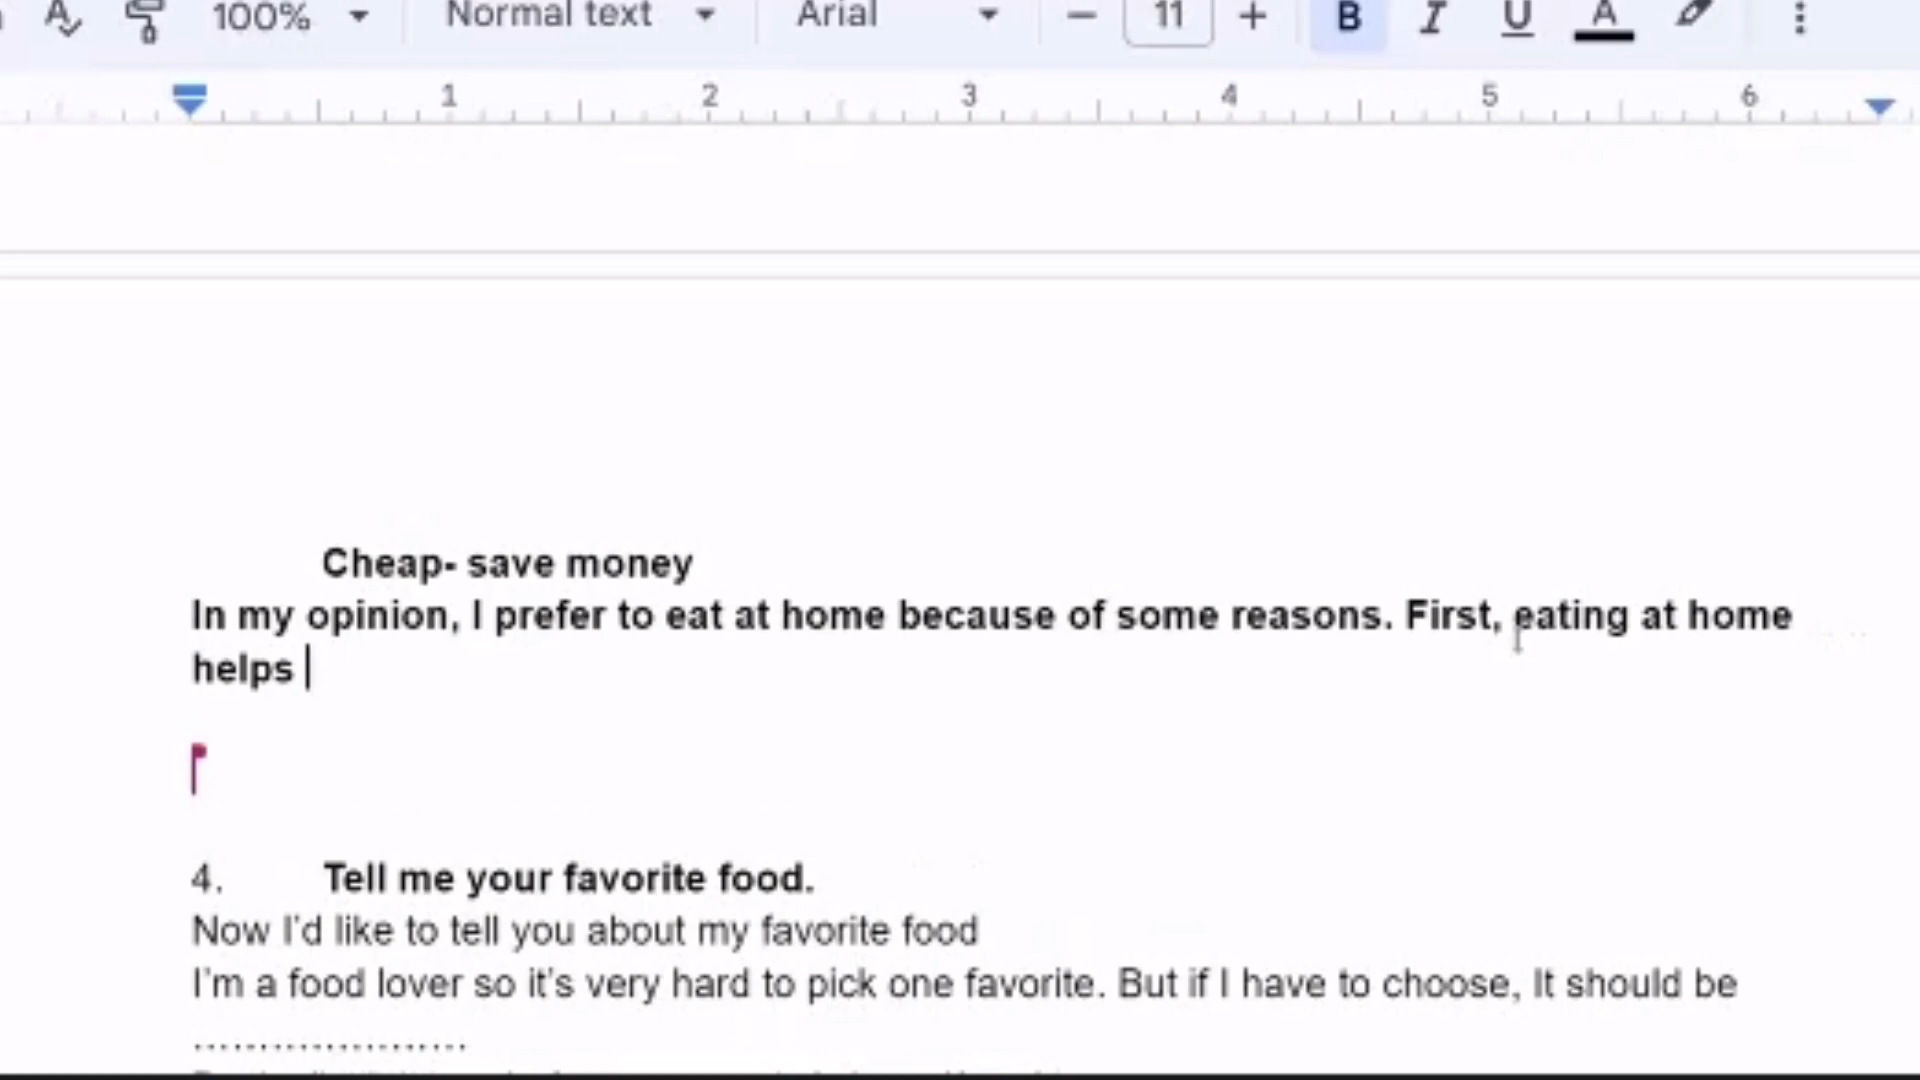 100% Normal text Arial 11 B I U A
1 2 3 4 5 6
Cheap- save money
In my opinion, I prefer to eat at home because of some reasons. First, eating at home
helps
4. Tell me your favorite food.
Now I'd like to tell you about my favorite food
I'm a food lover so it's very hard to pick one favorite. But if I have to choose, It should be
.....................